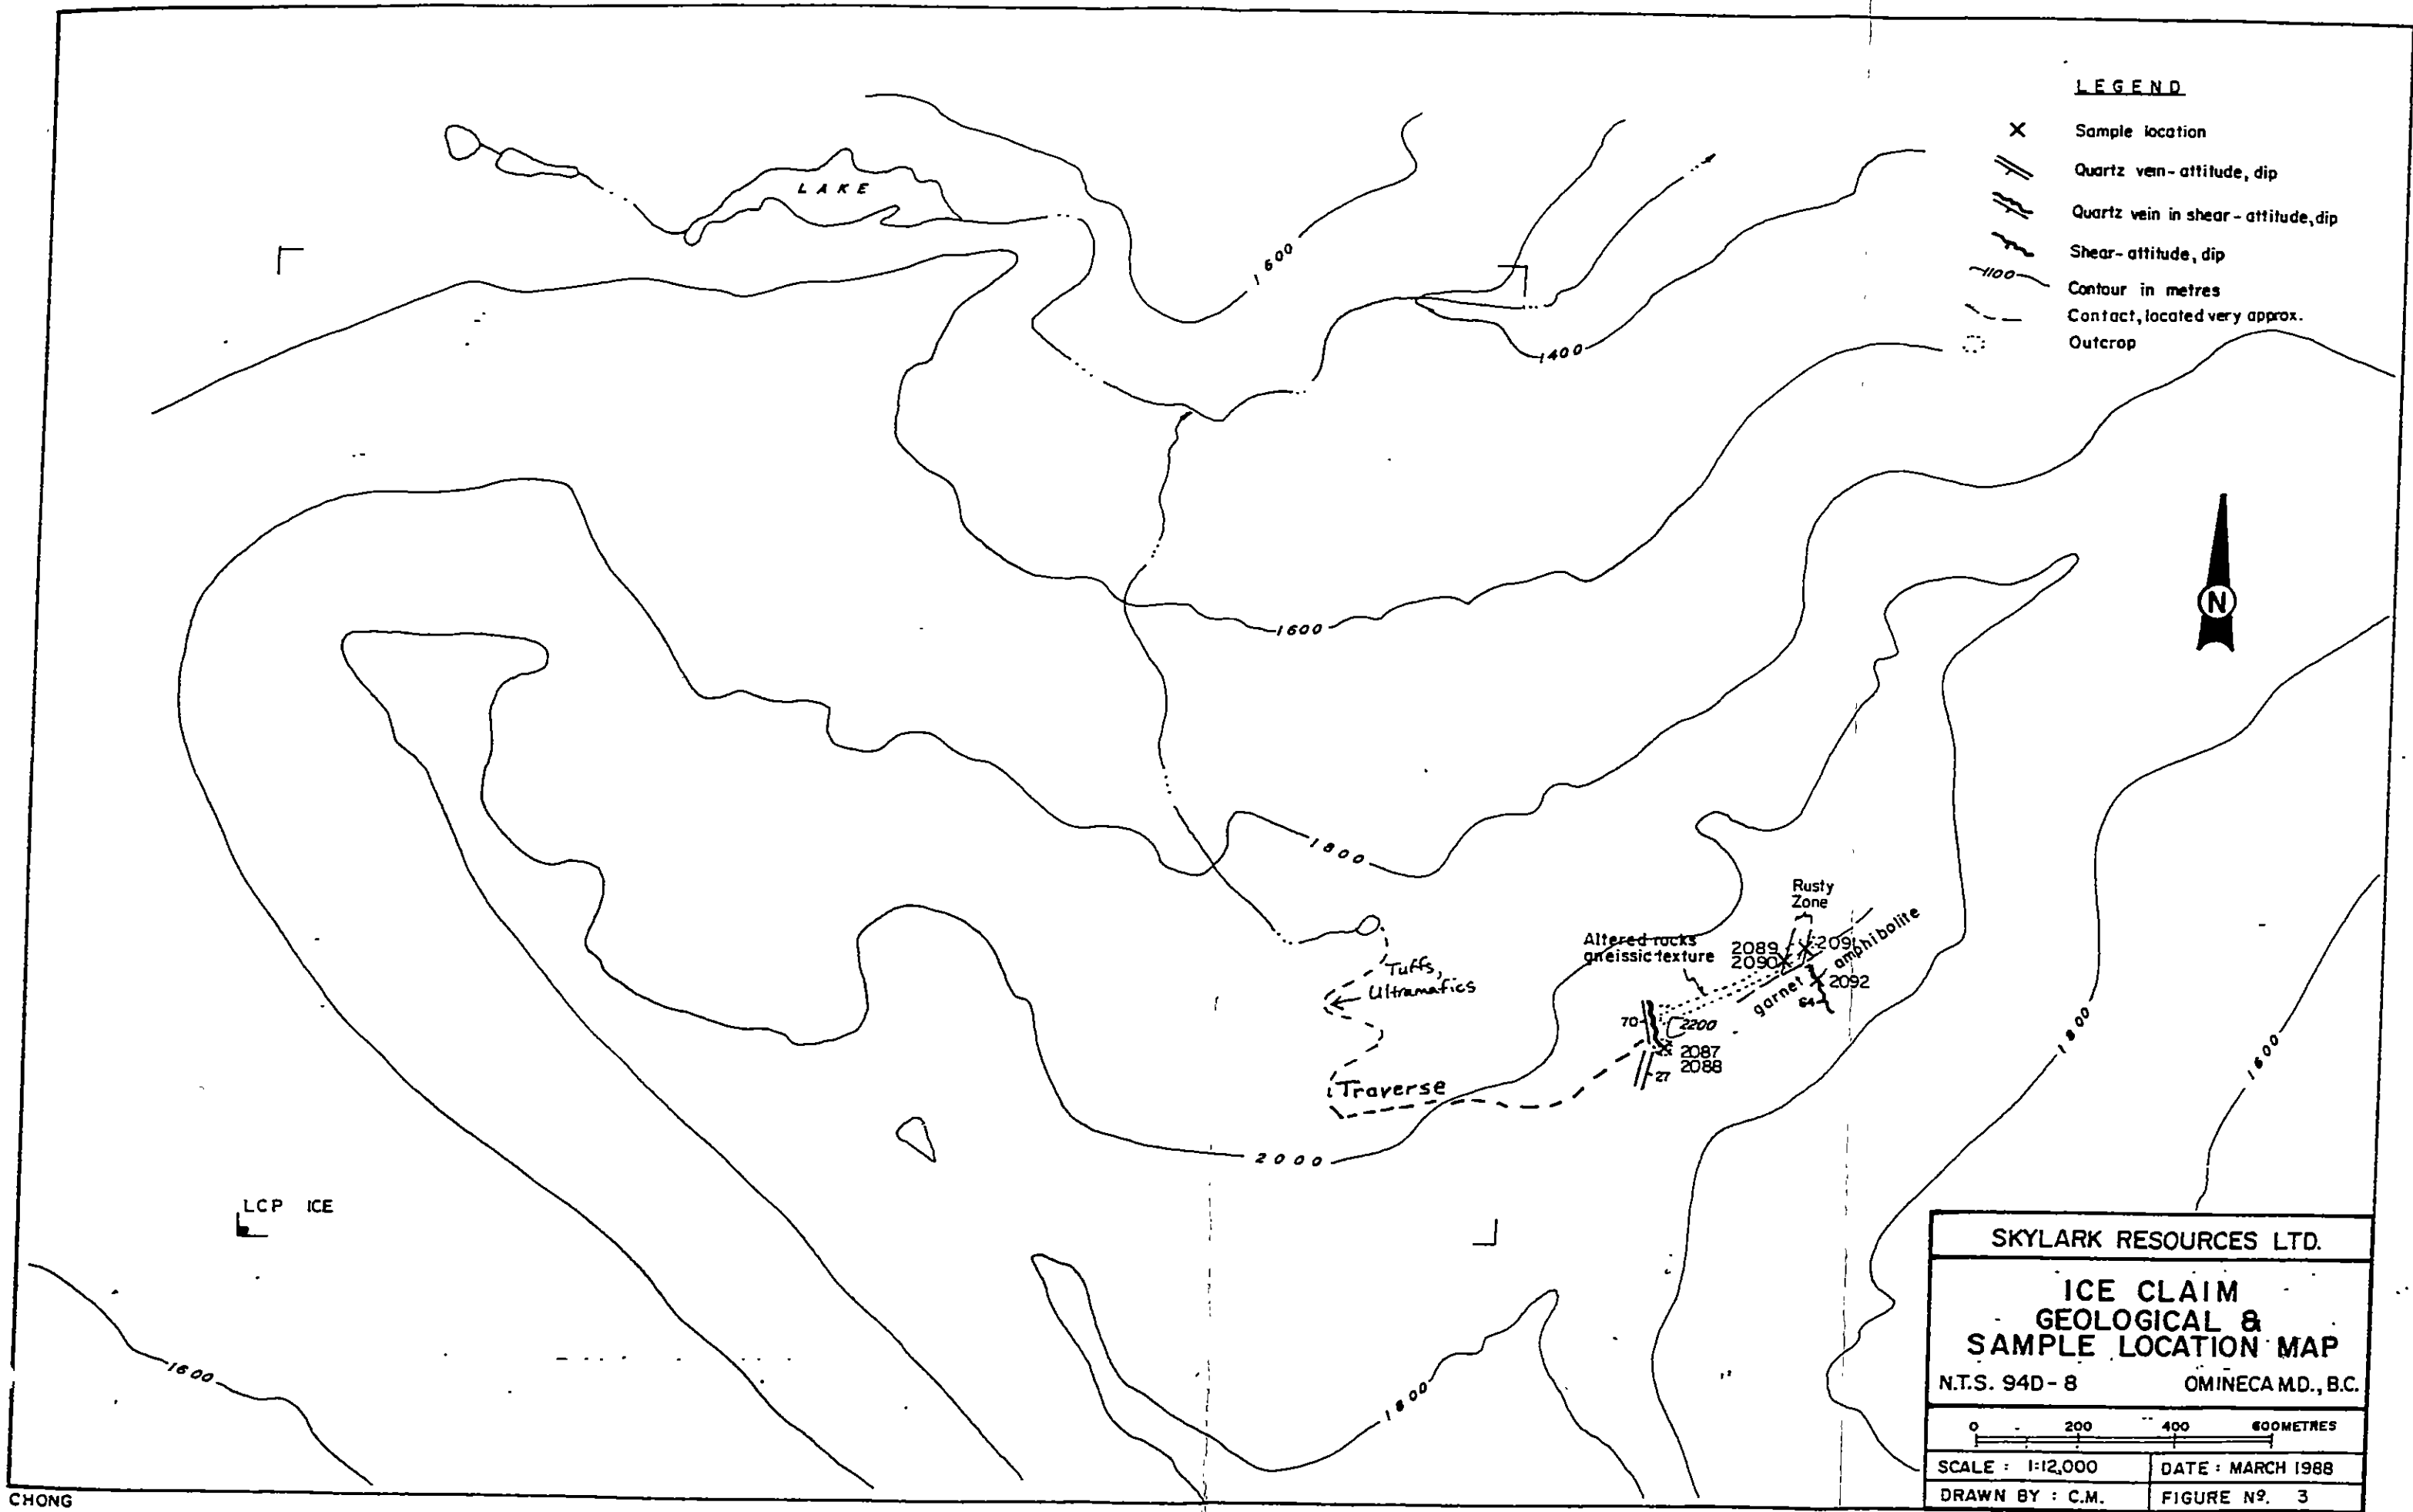 LEGEND
Sample location
Quartz vein - attitude, dip
Quartz vein in shear - attitude, dip
Shear - attitude, dip
1100
Contour in metres
Contact, located very approx.
Outcrop
LAKE
1600
1400
N
1600
1800
Rusty
Zone
Altered rocks
gneissic texture
2089
2090
2091
garnet amphibolite
2092
64
Tuffs,
Ultramafics
70
2200
2087
2088
27
Traverse
1800
1600
2000
LCP ICE
1600
1800
SKYLARK RESOURCES LTD.
ICE CLAIM
GEOLOGICAL &
SAMPLE LOCATION MAP
N.T.S. 94D-8 OMINECA M.D., B.C.
0 200 400 600 METRES
SCALE : 1:12,000 DATE : MARCH 1988
DRAWN BY : C.M. FIGURE Nº. 3
CHONG